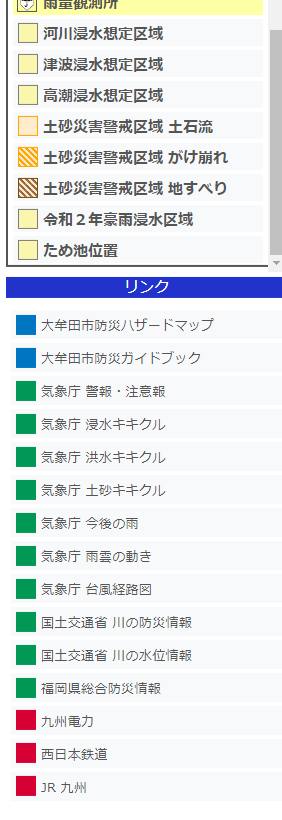 雨量観測所
河川浸水想定区域
津波浸水想定区域
高潮浸水想定区域
土砂災害警戒区域 土石流
土砂災害警戒区域 がけ崩れ
土砂災害警戒区域 地すべり
令和２年豪雨浸水区域
ため池位置
リンク
大牟田市防災ハザードマップ
大牟田市防災ガイドブック
気象庁 警報・注意報
気象庁 浸水キキクル
気象庁 洪水キキクル
気象庁 土砂キキクル
気象庁 今後の雨
気象庁 雨雲の動き
気象庁 台風経路図
国土交通省 川の防災情報
国土交通省 川の水位情報
福岡県総合防災情報
九州電力
西日本鉄道
JR 九州